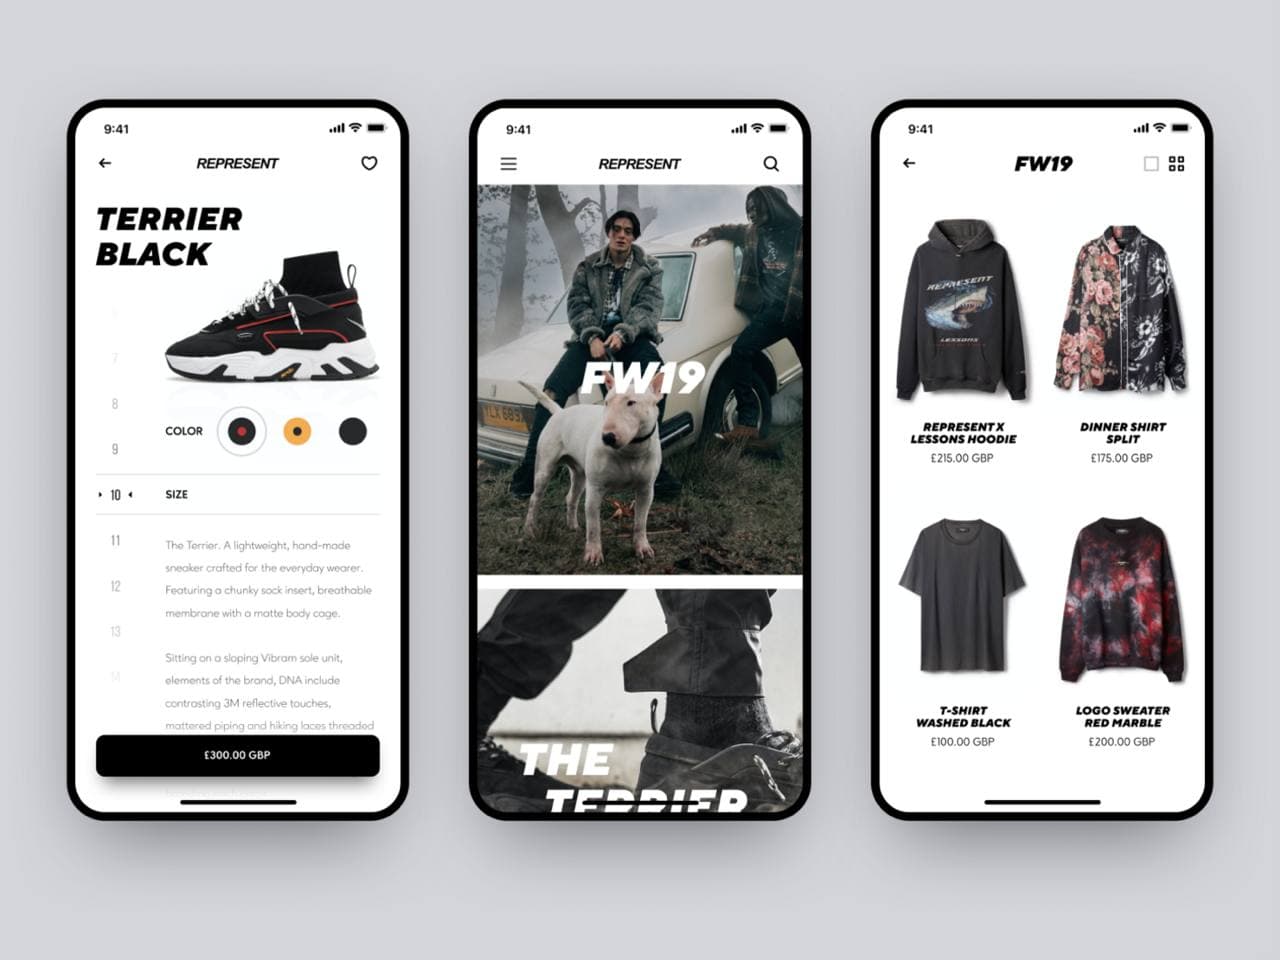 9:41
REPRESENT
TERRIER
BLACK
7
8
9
10
11
12
13
14
COLOR
SIZE
The Terrier. A lightweight, hand-made
sneaker crafted for the everyday wearer.
Featuring a chunky sock insert, breathable
membrane with a matte body cage.
Sitting on a sloping Vibram sole unit,
elements of the brand, DNA include
contrasting 3M reflective touches,
mattered piping and hiking laces threaded
£300.00 GBP
9:41
REPRESENT
FW19
THE
TERRIER
9:41
FW19
REPRESENT
LESSONS
REPRESENT X
LESSONS HOODIE
£215.00 GBP
DINNER SHIRT
SPLIT
£175.00 GBP
T-SHIRT
WASHED BLACK
£100.00 GBP
LOGO SWEATER
RED MARBLE
£200.00 GBP